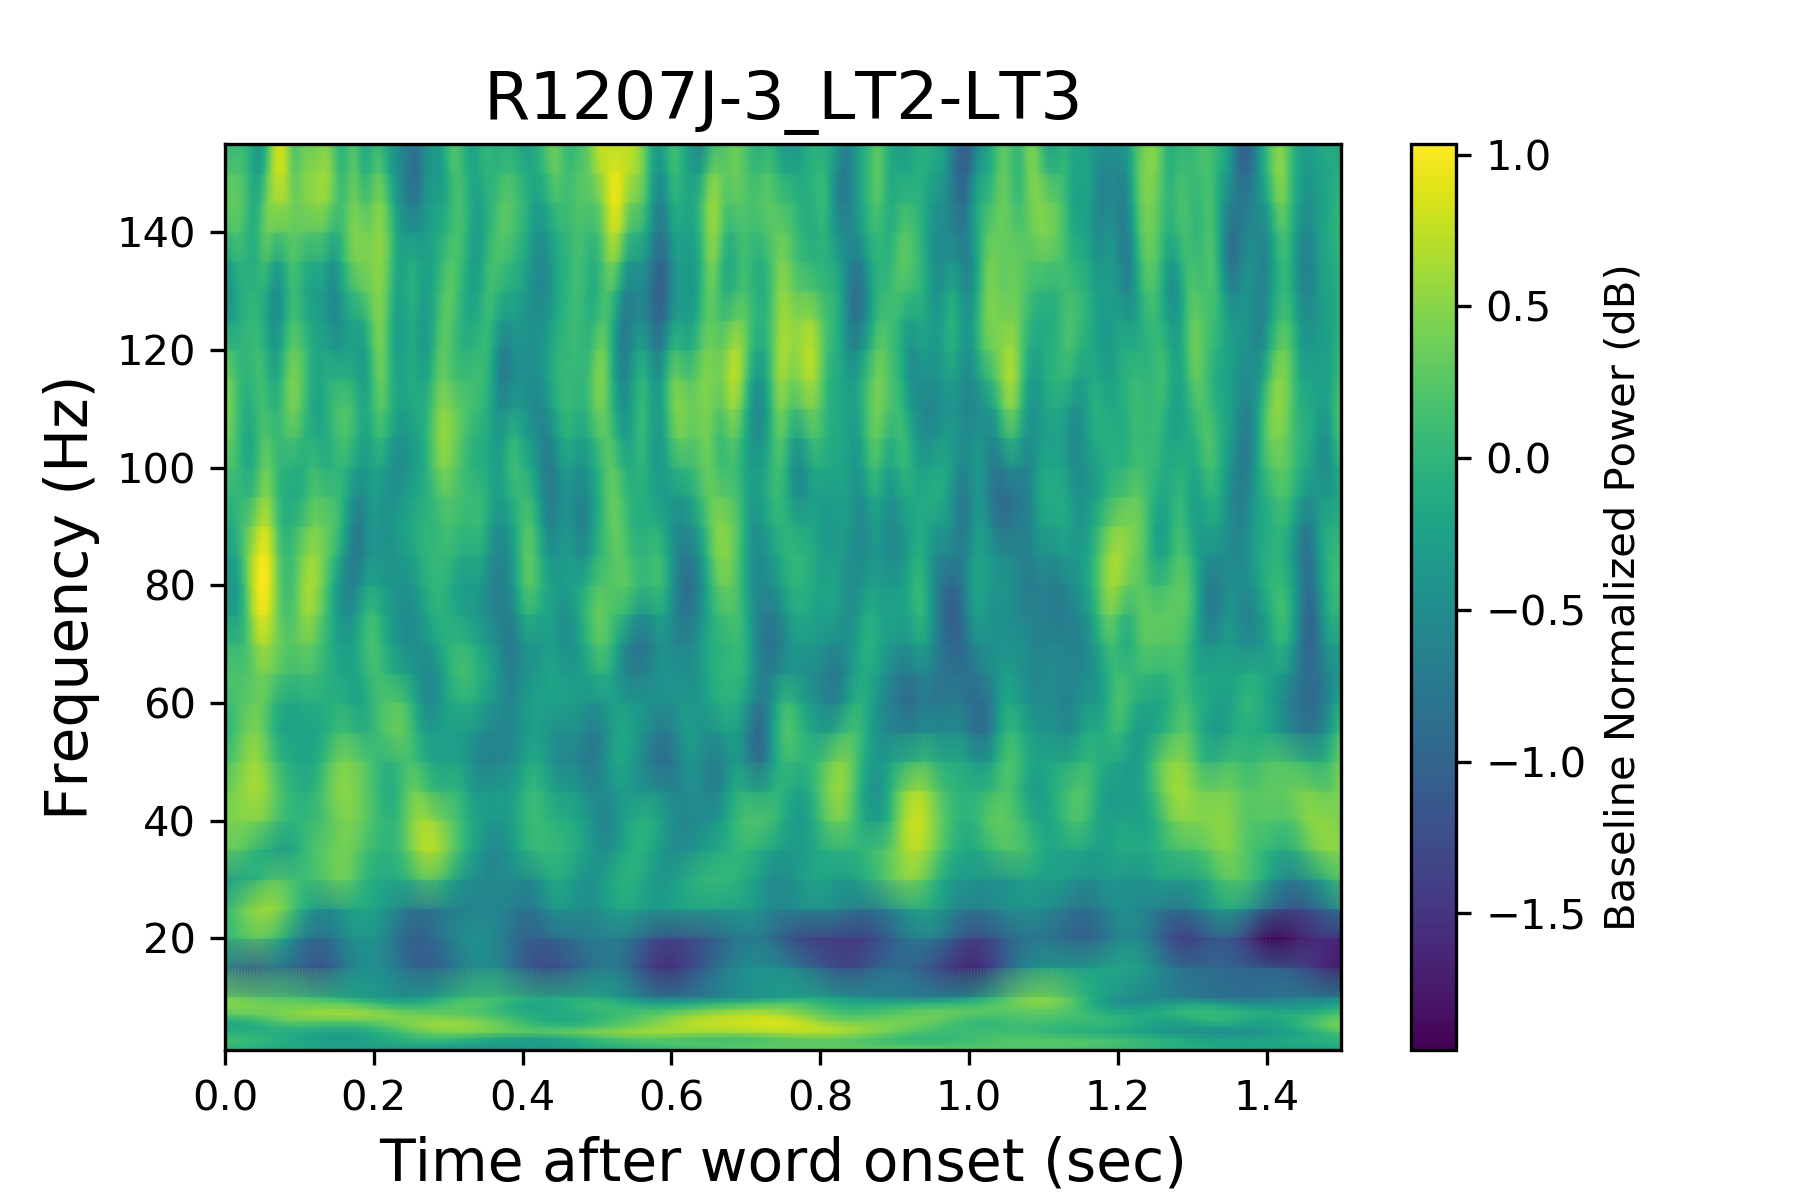 R1207J-3_LT2-LT3
140
120
100
80
60
40
20
Frequency (Hz)
0.0 0.2 0.4 0.6 0.8 1.0 1.2 1.4
Time after word onset (sec)
1.0
0.5
0.0
−0.5
−1.0
−1.5
Baseline Normalized Power (dB)